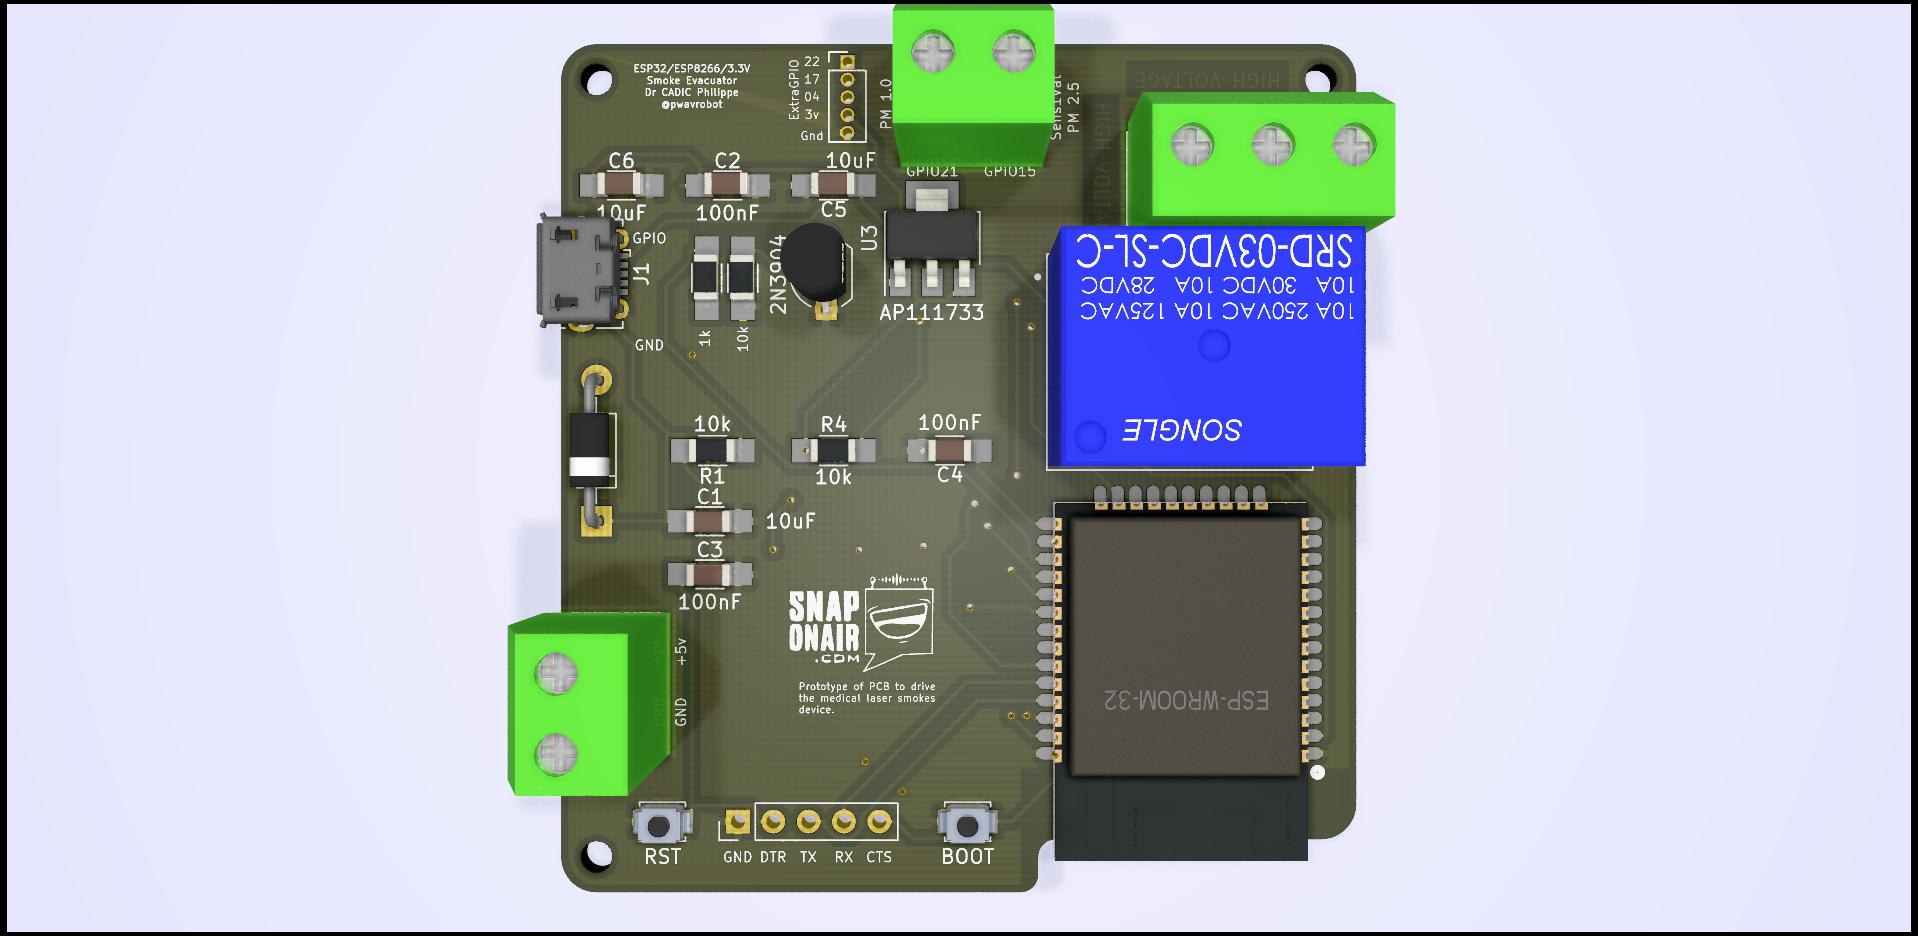 ESP32/ESP8266/3.3V
Smoke Evacuator
Dr CADIC Philippe
@pwavrobot
ExtraGPIO
22
17
04
3v
Gnd
PM 1.0
PM 2.5
HIGH VOLTAGE
HIGH
GPIO21
GPIO15
C6
10uF
C2
100nF
10uF
C5
GPIO
J1
GND
1k
10k
2N3904
U3
AP111733
SRD-03VDC-SL-C
10A 30VDC 10A 28VDC
10A 250VAC 10A 125VAC
SONGLE
10k
R1
R4
10k
100nF
C4
C1
10uF
C3
100nF
SNAP
ONAIR
.COM
Prototype of PCB to drive
the medical laser smokes
device.
+5v
GND
ESP-WROOM-32
RST
GND DTR TX RX CTS
BOOT